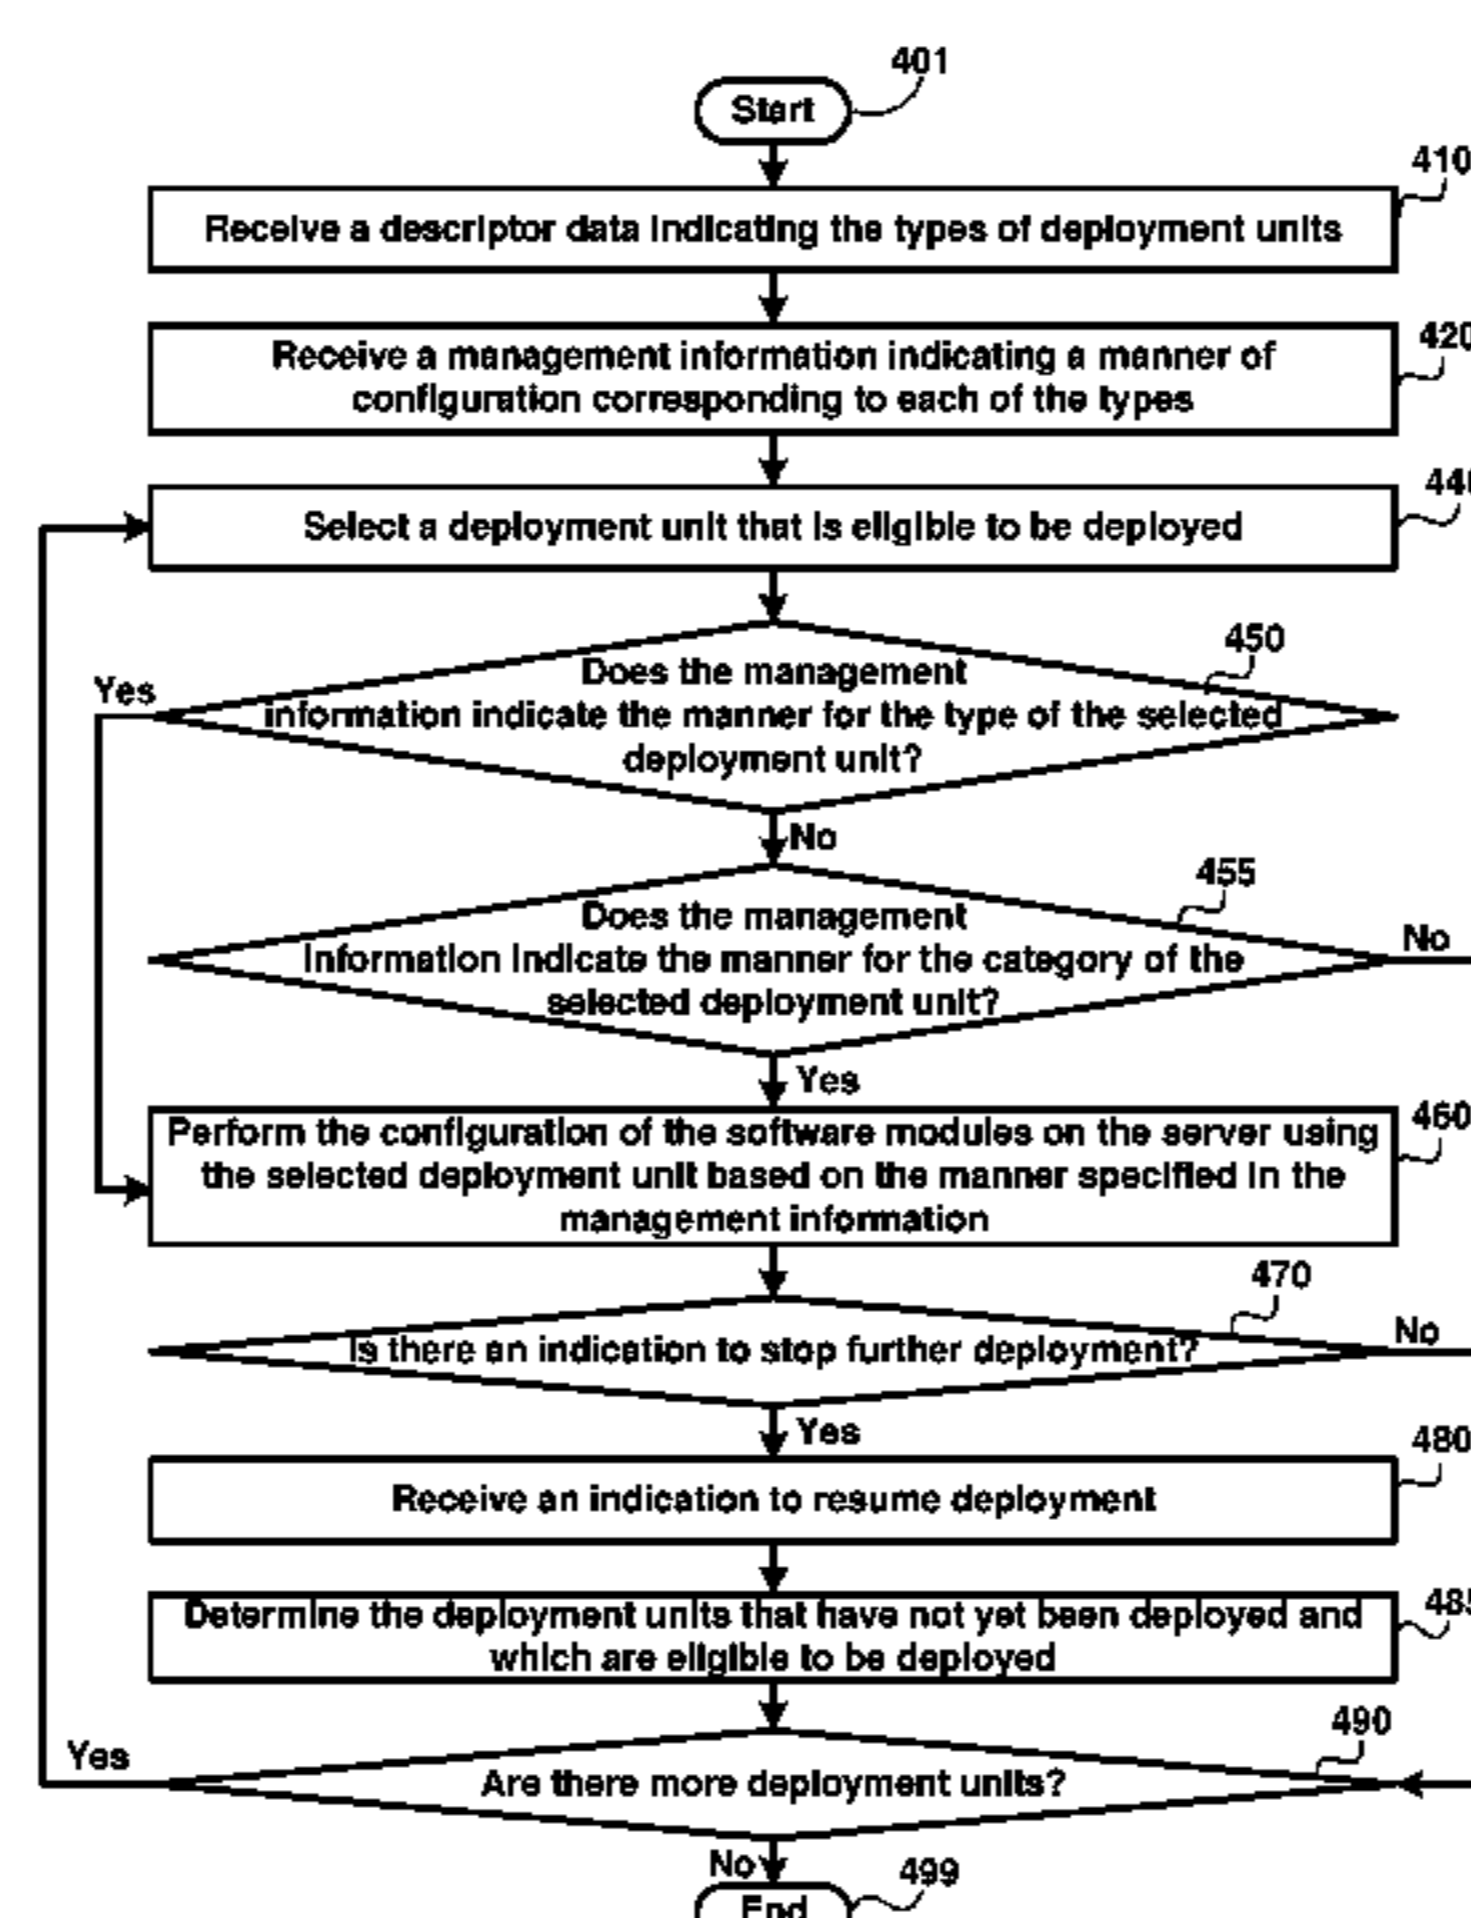 401
Start
410
Receive a descriptor data indicating the types of deployment units
420
Receive a management information indicating a manner of
configuration corresponding to each of the types
Select a deployment unit that is eligible to be deployed
450
Yes
Does the management
information indicate the manner for the type of the selected
deployment unit?
No
455
Does the management
information indicate the manner for the category of the
selected deployment unit?
No
Yes
460
Perform the configuration of the software modules on the server using
the selected deployment unit based on the manner specified in the
management information
470
Is there an indication to stop further deployment?
No
Yes
480
Receive an indication to resume deployment
485
Determine the deployment units that have not yet been deployed and
which are eligible to be deployed
490
Yes
Are there more deployment units?
No
499
End